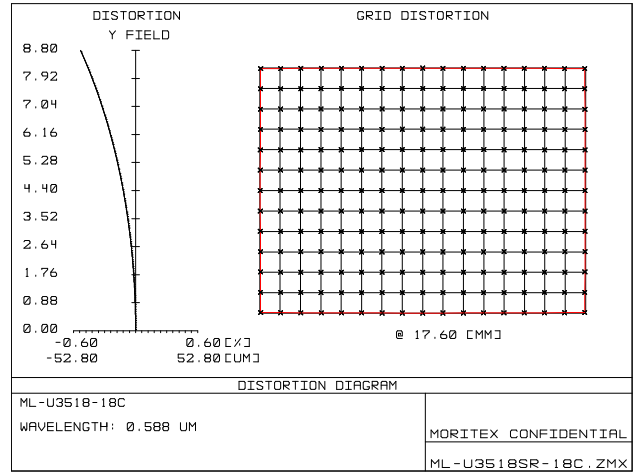 DISTORTION
Y FIELD
8.80
7.92
7.04
6.16
5.28
4.40
3.52
2.64
1.76
0.88
0.00
-0.60 0.60[%]
-52.80 52.80[UM]
GRID DISTORTION
@ 17.60 [MM]
DISTORTION DIAGRAM
ML-U3518-18C
WAVELENGTH: 0.588 UM
MORITEX CONFIDENTIAL
ML-U3518SR-18C.ZMX